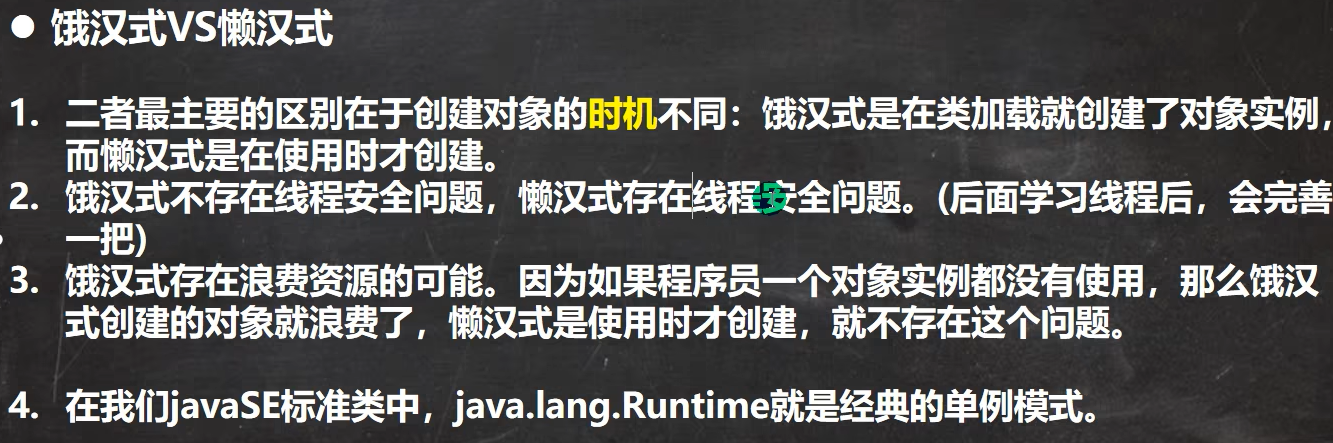 ● 饿汉式VS懒汉式
1. 二者最主要的区别在于创建对象的时机不同：饿汉式是在类加载就创建了对象实例，
而懒汉式是在使用时才创建。
2. 饿汉式不存在线程安全问题，懒汉式存在线程安全问题。(后面学习线程后，会完善
一把)
3. 饿汉式存在浪费资源的可能。因为如果程序员一个对象实例都没有使用，那么饿汉
式创建的对象就浪费了，懒汉式是使用时才创建，就不存在这个问题。
4. 在我们javaSE标准类中，java.lang.Runtime就是经典的单例模式。